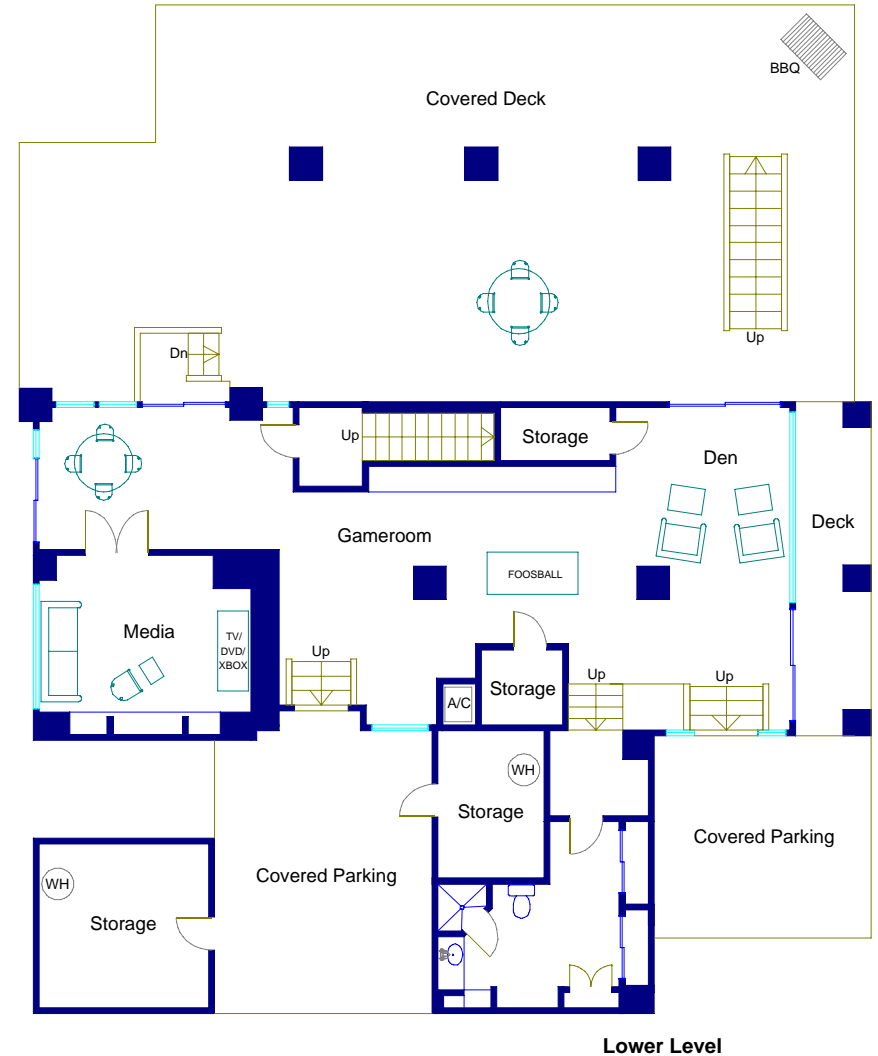 BBQ
Covered Deck
Up
Dn
Up
Storage
Den
Deck
Gameroom
FOOSBALL
Media
TV/
DVD/
XBOX
Up
Storage
A/C
Up
Up
WH
Storage
Covered Parking
Covered Parking
WH
Storage
Lower Level